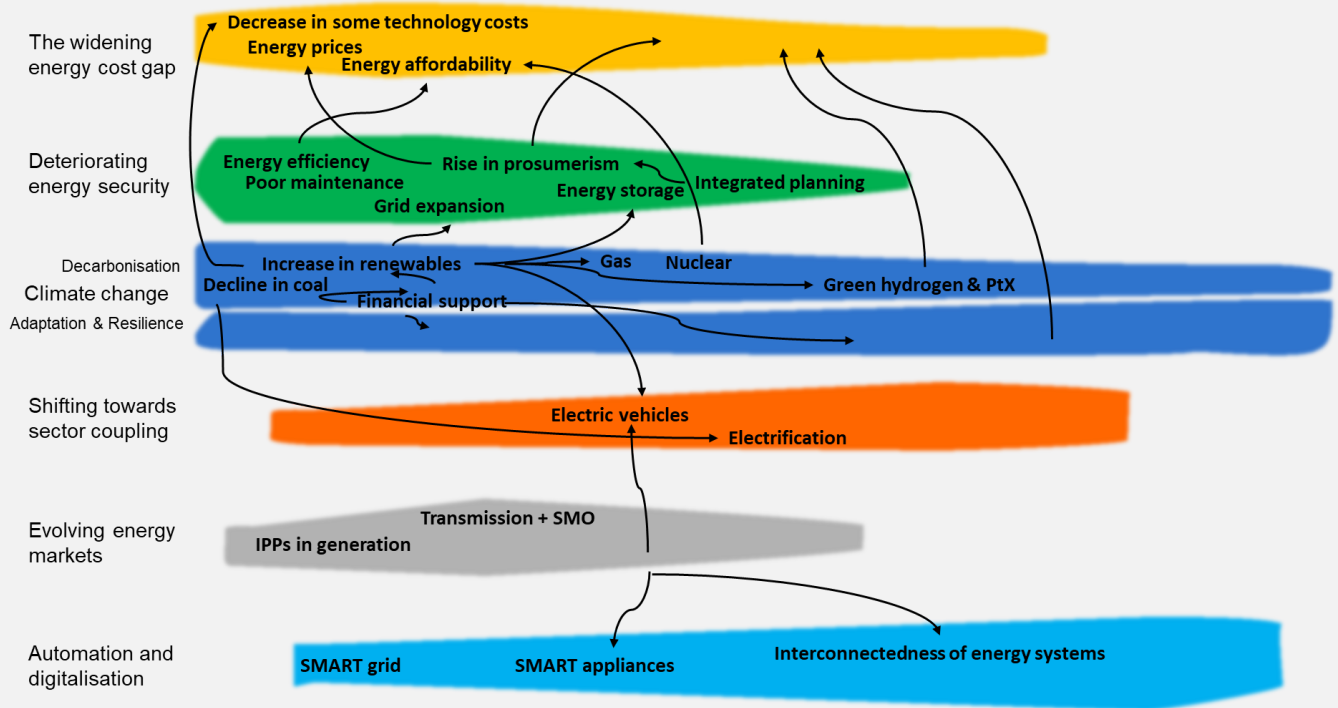 The widening
energy cost gap
Decrease in some technology costs
Energy prices
Energy affordability
Deteriorating
energy security
Energy efficiency
Poor maintenance
Grid expansion
Rise in prosumerism
Energy storage
Integrated planning
Decarbonisation
Climate change
Adaptation & Resilience
Increase in renewables
Decline in coal
Financial support
Gas
Nuclear
Green hydrogen & PtX
Shifting towards
sector coupling
Electric vehicles
Electrification
Evolving energy
markets
Transmission + SMO
IPPs in generation
Automation and
digitalisation
SMART grid
SMART appliances
Interconnectedness of energy systems